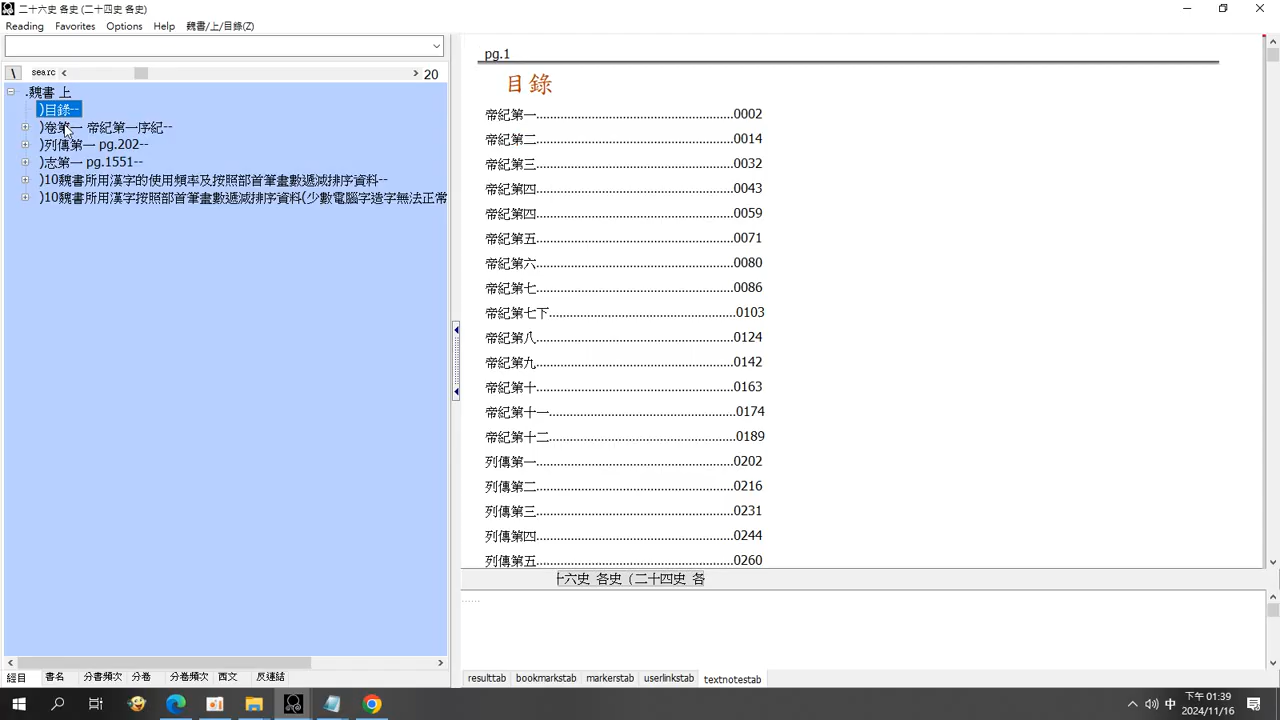 二十六史 各史 (二十四史 各史)
Reading Favorites Options Help 魏書/上/目錄(Z)
\ searc < > 20
.魏書 上
)目錄--
)卷第一 帝紀第一序紀--
)列傳第一 pg.202--
)志第一 pg.1551--
)10魏書所用漢字的使用頻率及按照部首筆畫數遞減排序資料--
)10魏書所用漢字按照部首筆畫數遞減排序資料(少數電腦字造字無法正常
經目 書名 分書頻次 分卷 分卷頻次 西文 反連結
pg.1
目錄
帝紀第一.......................................................0002
帝紀第二.......................................................0014
帝紀第三.......................................................0032
帝紀第四.......................................................0043
帝紀第四.......................................................0059
帝紀第五.......................................................0071
帝紀第六.......................................................0080
帝紀第七.......................................................0086
帝紀第七下....................................................0103
帝紀第八.......................................................0124
帝紀第九.......................................................0142
帝紀第十.......................................................0163
帝紀第十一....................................................0174
帝紀第十二....................................................0189
列傳第一.......................................................0202
列傳第二.......................................................0216
列傳第三.......................................................0231
列傳第四.......................................................0244
列傳第五.......................................................0260
十六史 各史 (二十四史 各
......
resulttab bookmarkstab markerstab userlinkstab textnotestab
中
下午 01:39
2024/11/16